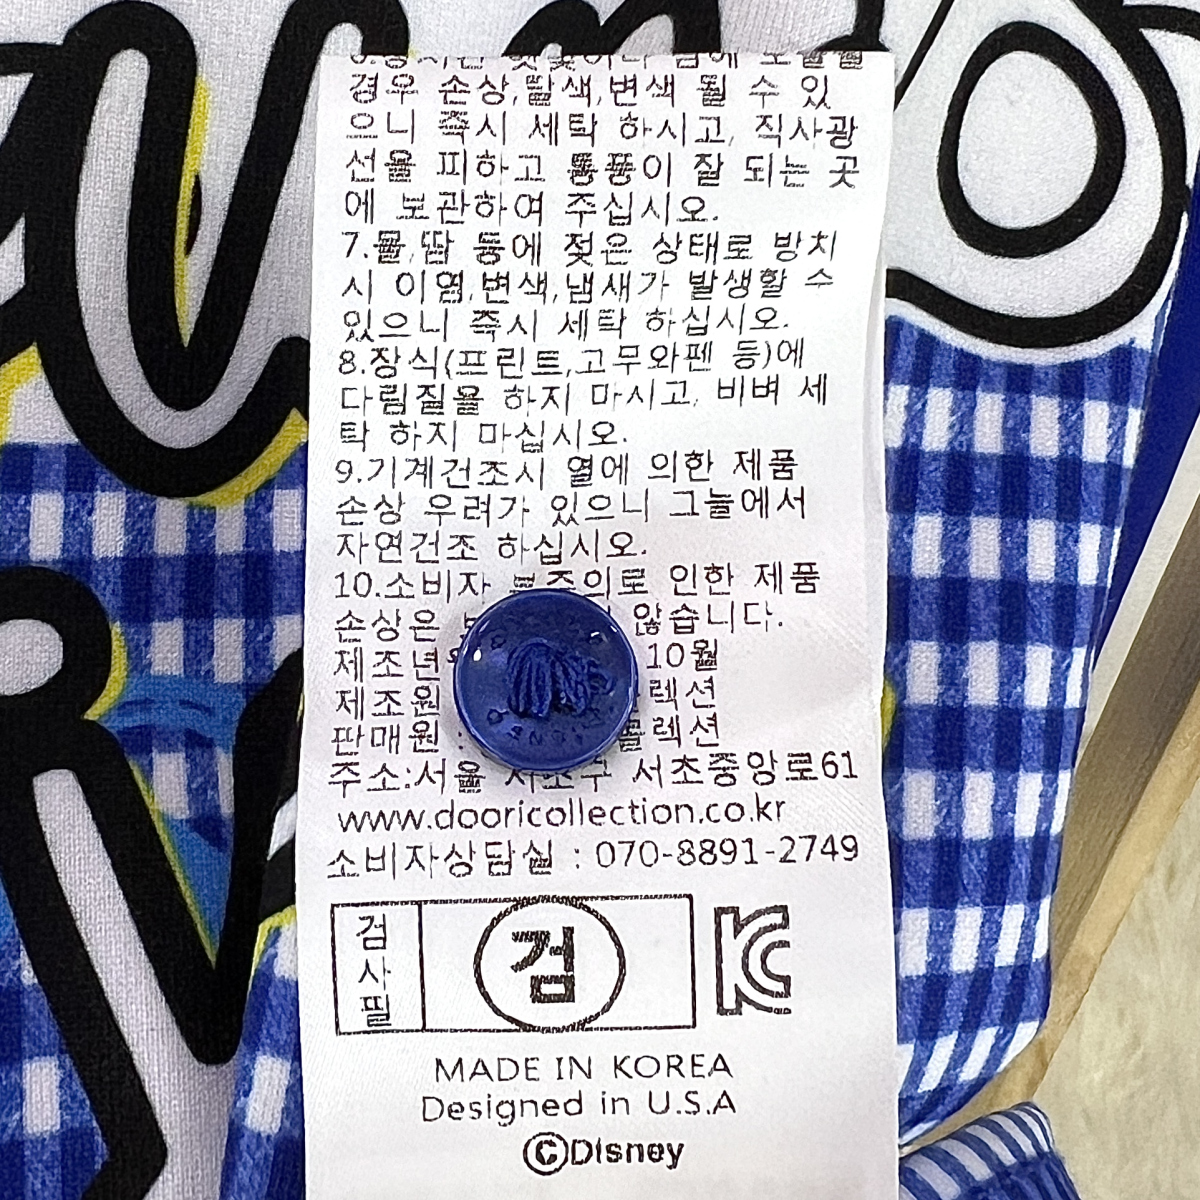 경우 손상,탈색,변색 될 수 있
으니 즉시 세탁 하시고, 직사광
선을 피하고 통풍이 잘 되는 곳
에 보관하여 주십시오.
7.물,땀 등에 젖은 상태로 방치
시 이염,변색,냄새가 발생할 수
있으니 즉시 세탁 하십시오.
8.장식(프린트,고무와펜 등)에
다림질을 하지 마시고, 비벼 세
탁 하지 마십시오.
9.기계건조시 열에 의한 제품
손상 우려가 있으니 그늘에서
자연건조 하십시오.
10.소비자 부주의로 인한 제품
손상은 않습니다.
제조년월 10월
제조원 렉션
판매원 : 콜렉션
주소:서울 서초구 서초중앙로61
www.dooricollection.co.kr
소비자상담실 : 070-8891-2749
검사필
검
KC
MADE IN KOREA
Designed in U.S.A
©Disney